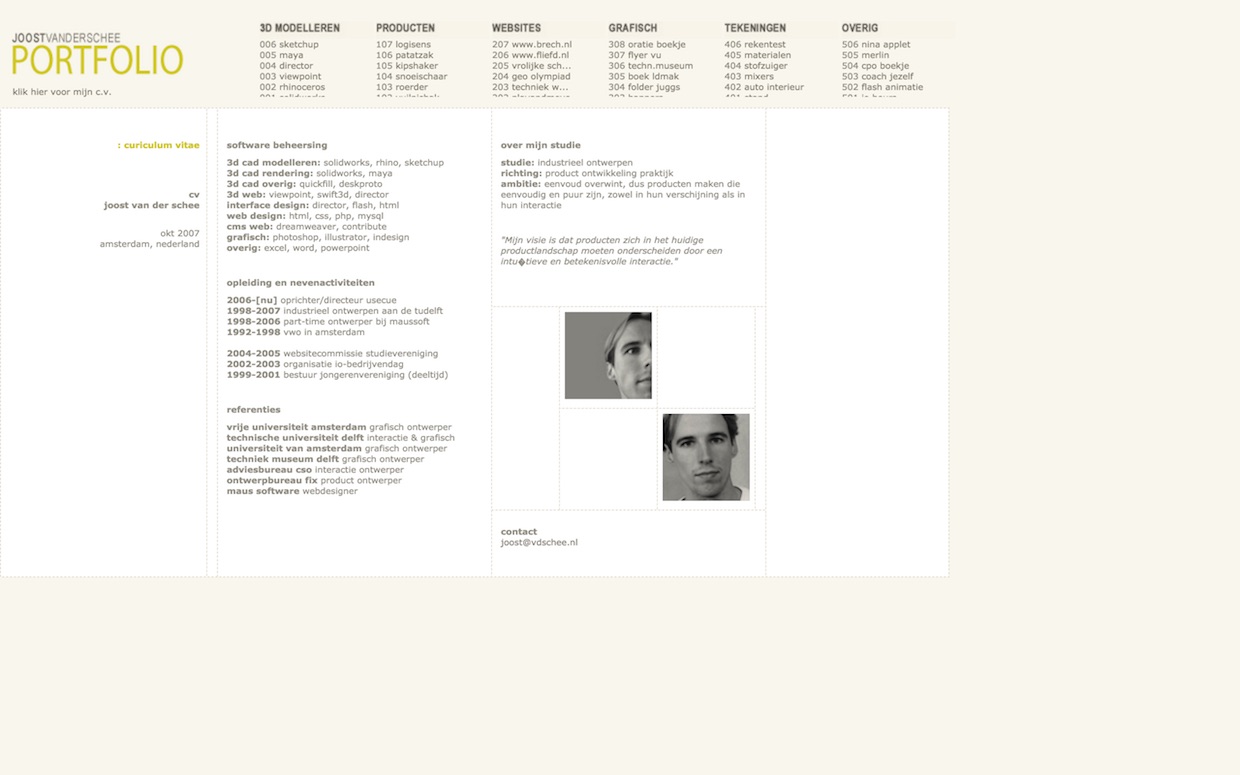 JOOSTVANDERSCHEE
PORTFOLIO
klik hier voor mijn c.v.
3D MODELLEREN
006 sketchup
005 maya
004 director
003 viewpoint
002 rhinoceros
PRODUCTEN
107 logisens
106 patatzak
105 kipshaker
104 snoeischaar
103 roerder
WEBSITES
207 www.brech.nl
206 www.fliefd.nl
205 vrolijke sch...
204 geo olympiad
203 techniek w...
GRAFISCH
308 oratie boekje
307 flyer vu
306 techn.museum
305 boek ldmak
304 folder juggs
TEKENINGEN
406 rekentest
405 materialen
404 stofzuiger
403 mixers
402 auto interieur
OVERIG
506 nina applet
505 merlin
504 cpo boekje
503 coach jezelf
502 flash animatie
: curiculum vitae
cv
joost van der schee
okt 2007
amsterdam, nederland
software beheersing
3d cad modelleren: solidworks, rhino, sketchup
3d cad rendering: solidworks, maya
3d cad overig: quickfill, deskproto
3d web: viewpoint, swift3d, director
interface design: director, flash, html
web design: html, css, php, mysql
cms web: dreamweaver, contribute
grafisch: photoshop, illustrator, indesign
overig: excel, word, powerpoint
opleiding en nevenactiviteiten
2006-[nu] oprichter/directeur usecue
1998-2007 industrieel ontwerpen aan de tudelft
1998-2006 part-time ontwerper bij maussoft
1992-1998 vwo in amsterdam
2004-2005 websitecommissie studievereniging
2002-2003 organisatie io-bedrijvendag
1999-2001 bestuur jongerenvereniging (deeltijd)
referenties
vrije universiteit amsterdam grafisch ontwerper
technische universiteit delft interactie & grafisch
universiteit van amsterdam grafisch ontwerper
techniek museum delft grafisch ontwerper
adviesbureau cso interactie ontwerper
ontwerpbureau fix product ontwerper
maus software webdesigner
over mijn studie
studie: industrieel ontwerpen
richting: product ontwikkeling praktijk
ambitie: eenvoud overwint, dus producten maken die
eenvoudig en puur zijn, zowel in hun verschijning als in
hun interactie
"Mijn visie is dat producten zich in het huidige
productlandschap moeten onderscheiden door een
intu�tieve en betekenisvolle interactie."
contact
joost@vdschee.nl